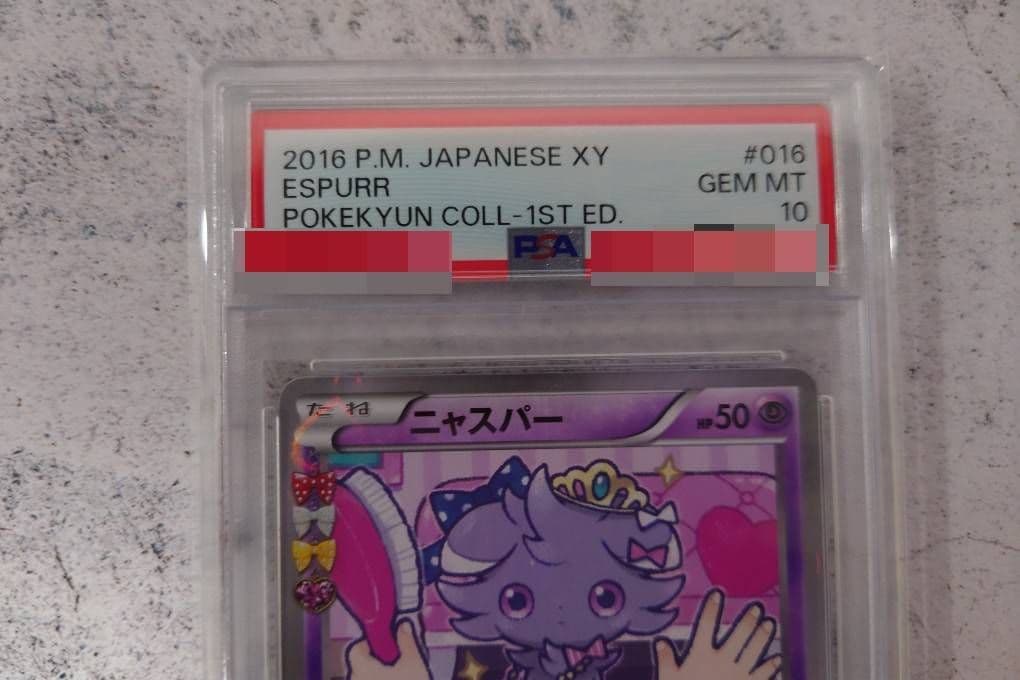 2016 P.M. JAPANESE XY #016
ESPURR GEM MT
POKEKYUN COLL-1ST ED. 10
PSA
たね ニャスパー HP50